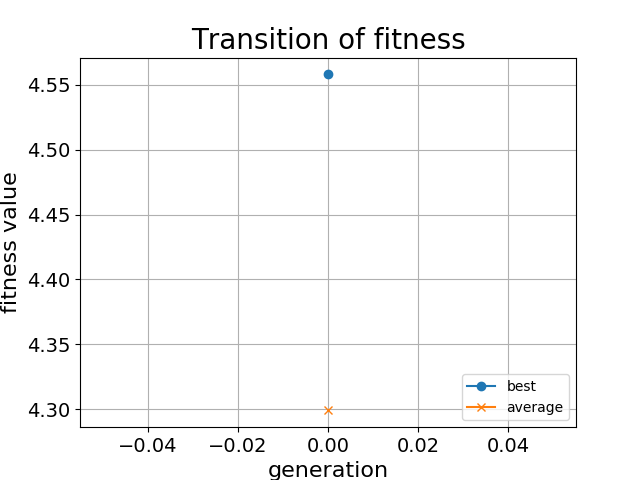 Transition of fitness
fitness value
4.55
4.50
4.45
4.40
4.35
4.30
−0.04
−0.02
0.00
0.02
0.04
generation
best
average